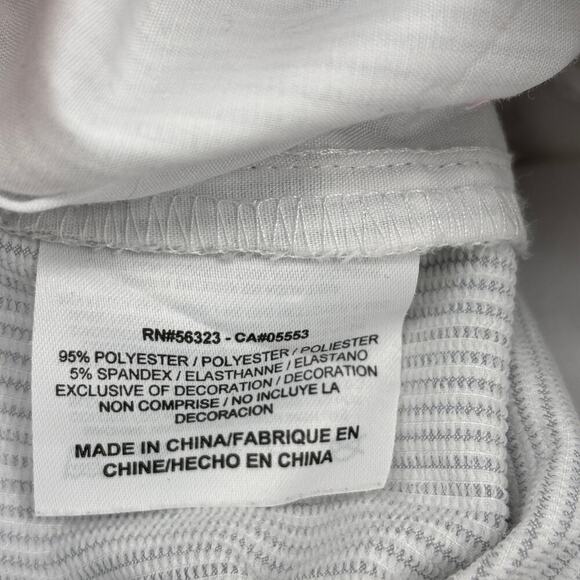 RN#56323 - CA#05553
95% POLYESTER / POLYESTER / POLIESTER
5% SPANDEX / ELASTHANNE / ELASTANO
EXCLUSIVE OF DECORATION / DECORATION
NON COMPRISE / NO INCLUYE LA
DECORACION
MADE IN CHINA/FABRIQUE EN
CHINE/HECHO EN CHINA